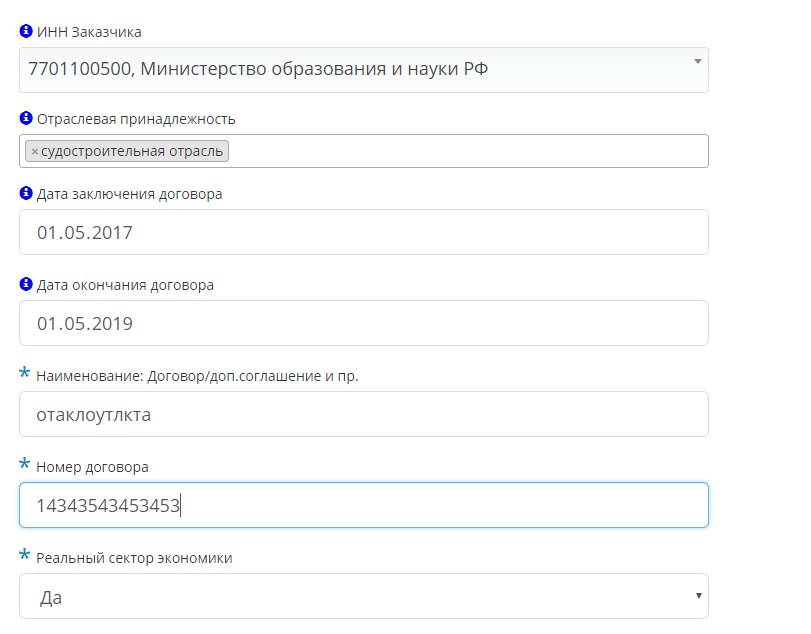 ИНН Заказчика
7701100500, Министерство образования и науки РФ
Отраслевая принадлежность
×судостроительная отрасль
Дата заключения договора
01.05.2017
Дата окончания договора
01.05.2019
* Наименование: Договор/доп.соглашение и пр.
отаклоутлкта
* Номер договора
14343543453453
* Реальный сектор экономики
Да